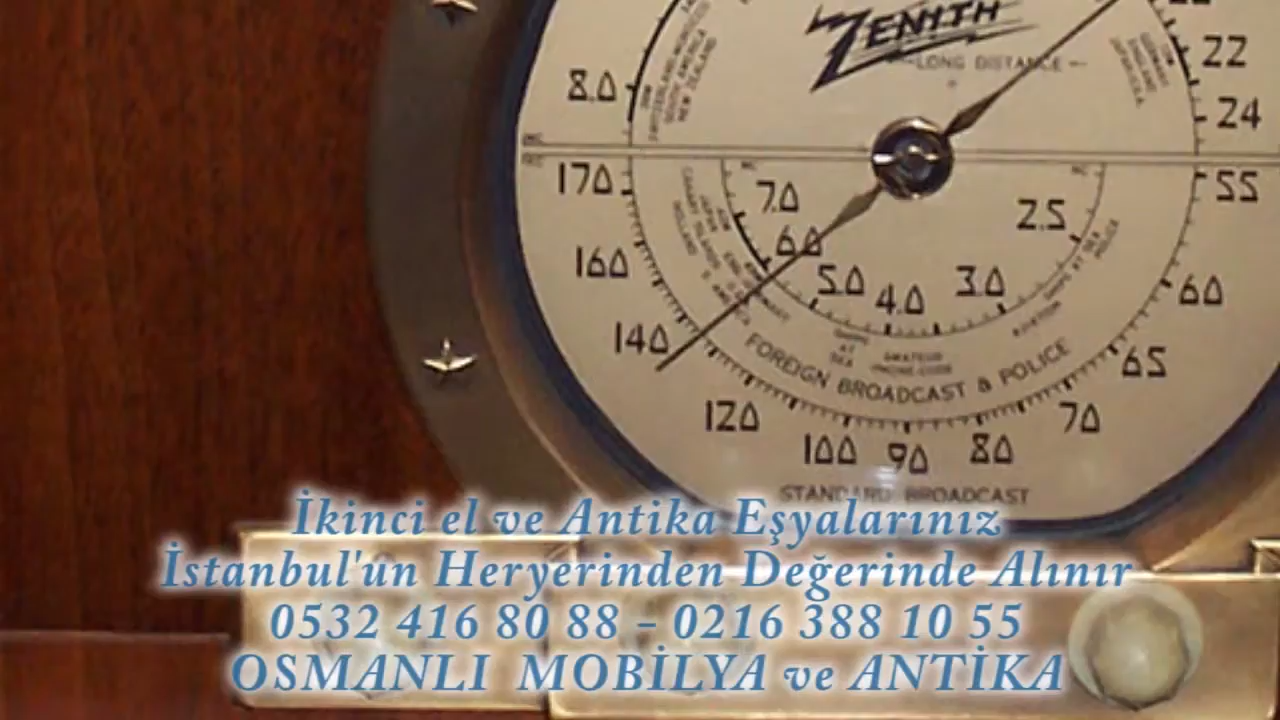 ZENITH
LONG DISTANCE
22
8.0
24
170
7.0
2.5
55
160
6.0
5.0
4.0
3.0
60
140
FOREIGN BROADCAST & POLICE
65
120
70
100
90
80
STANDARD BROADCAST
İkinci el ve Antika Eşyalarınız
İstanbul'un Heryerinden Değerinde Alınır
0532 416 80 88 - 0216 388 10 55
OSMANLI MOBİLYA ve ANTİKA